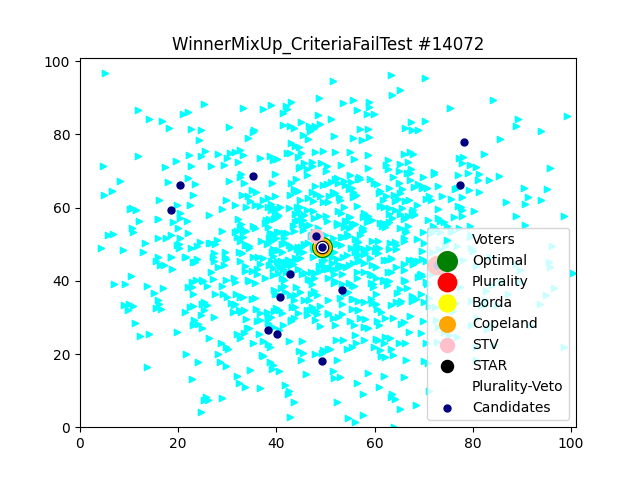 WinnerMixUp_CriteriaFailTest #14072
100
80
60
40
20
0
0 20 40 60 80 100
Voters
Optimal
Plurality
Borda
Copeland
STV
STAR
Plurality-Veto
Candidates